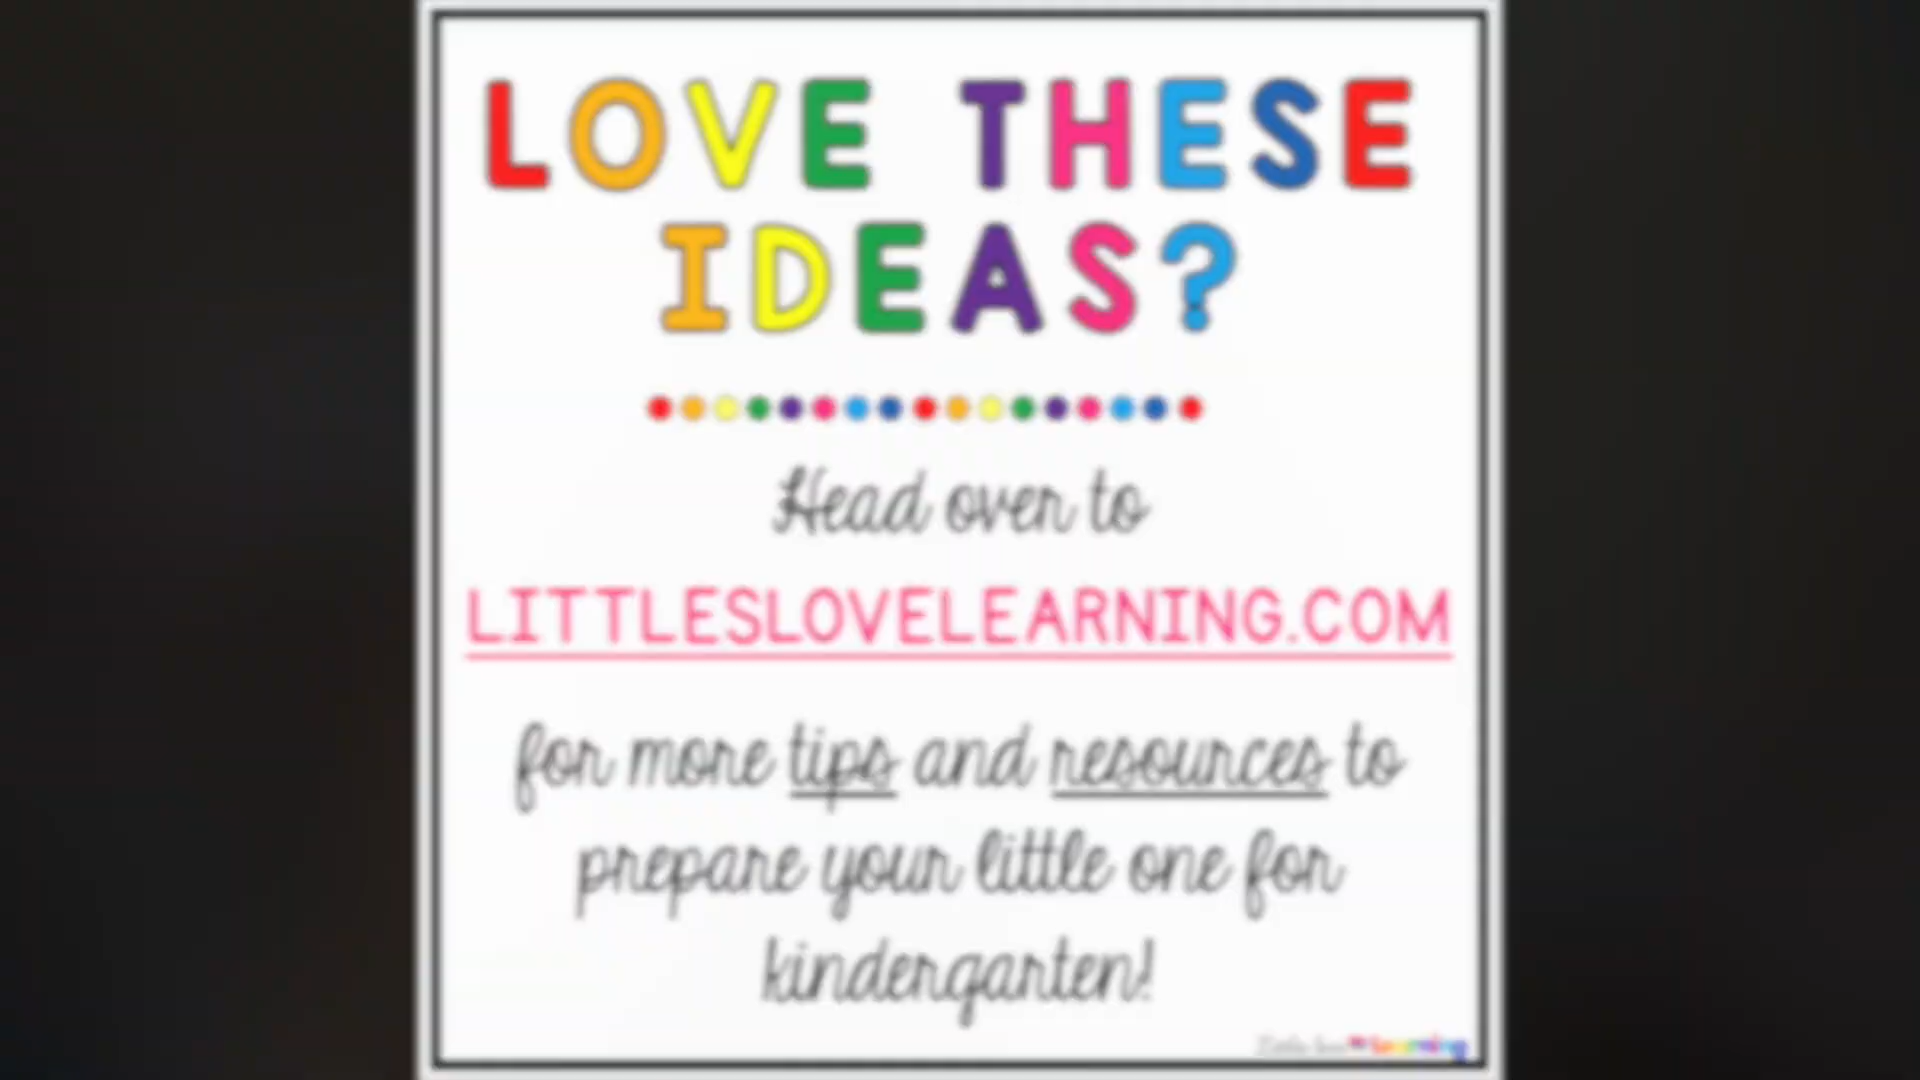 LOVE THESE
IDEAS?
Head over to
LITTLESLOVELEARNING.COM
for more tips and resources to
prepare your little one for
kindergarten!
Learning